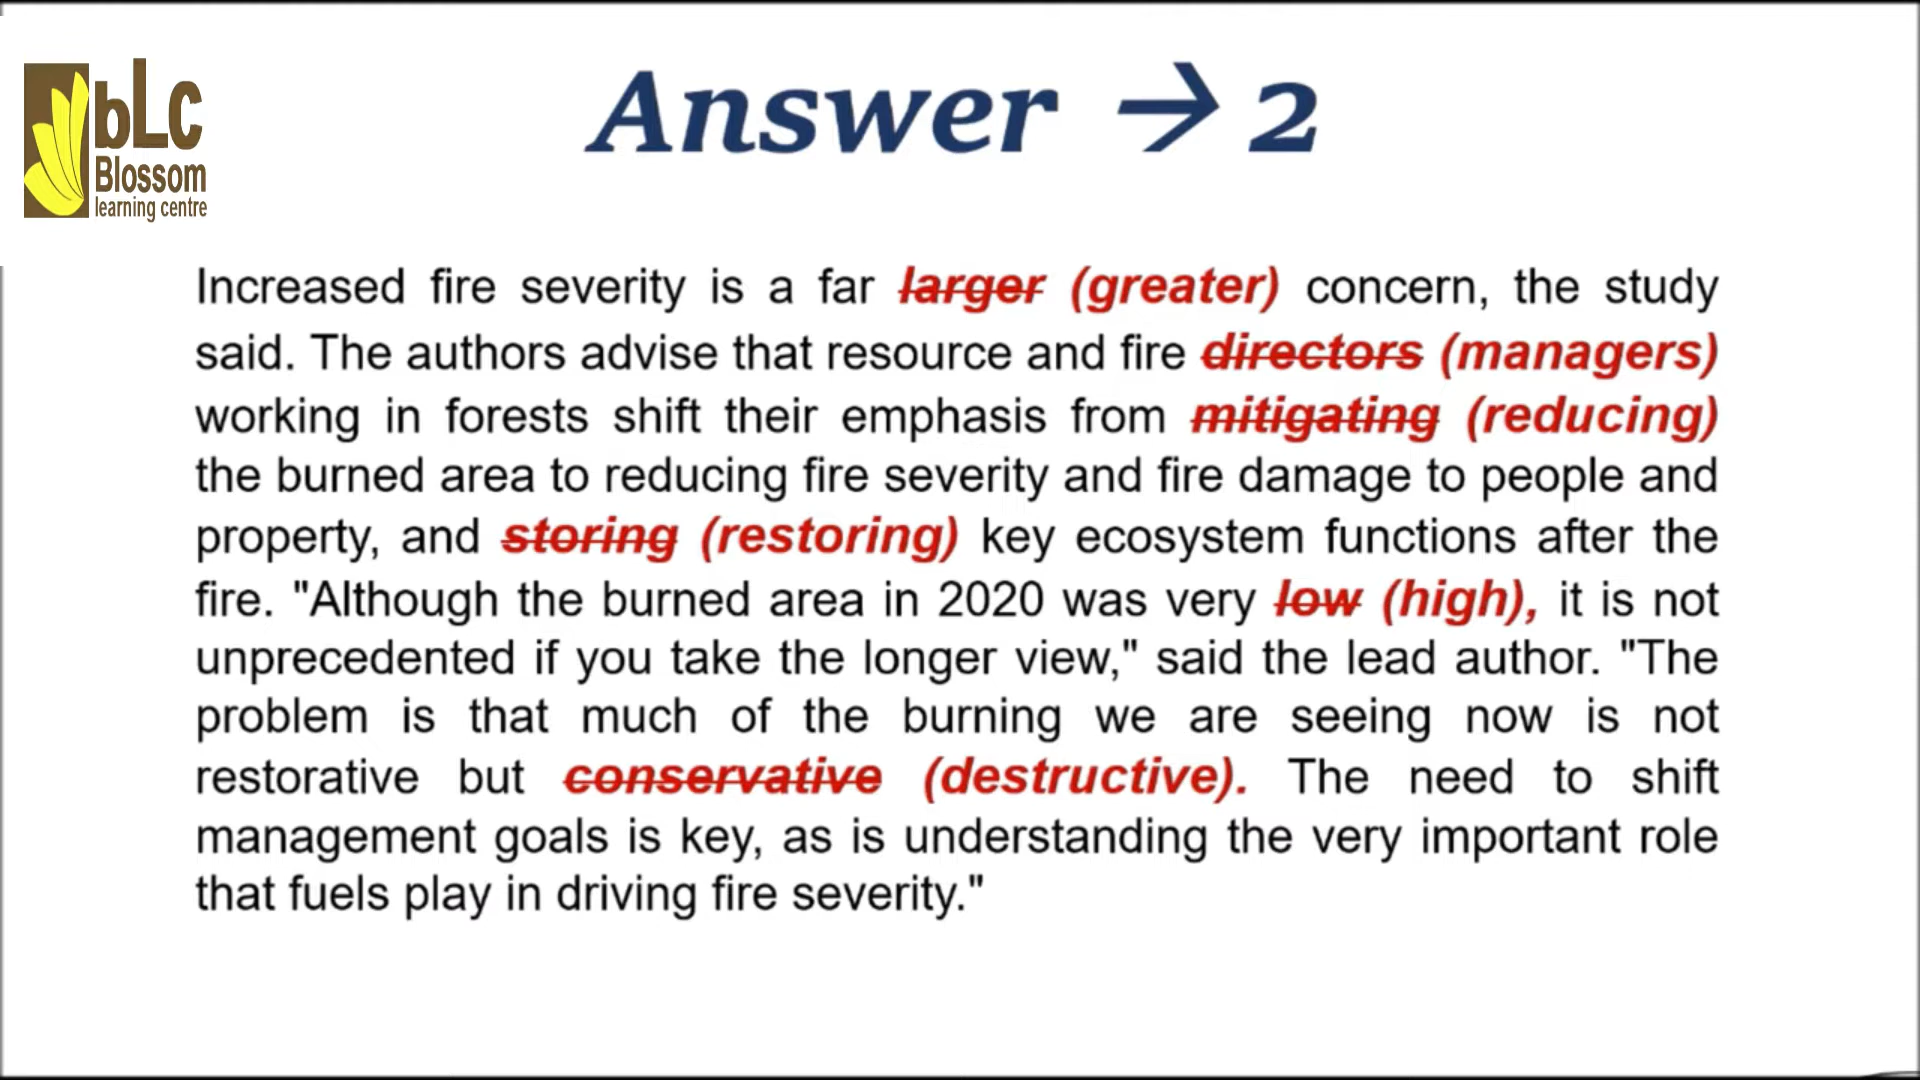 bLC
Blossom
learning centre
Answer → 2
Increased fire severity is a far larger (greater) concern, the study
said. The authors advise that resource and fire directors (managers)
working in forests shift their emphasis from mitigating (reducing)
the burned area to reducing fire severity and fire damage to people and
property, and storing (restoring) key ecosystem functions after the
fire. "Although the burned area in 2020 was very low (high), it is not
unprecedented if you take the longer view," said the lead author. "The
problem is that much of the burning we are seeing now is not
restorative but conservative (destructive). The need to shift
management goals is key, as is understanding the very important role
that fuels play in driving fire severity."